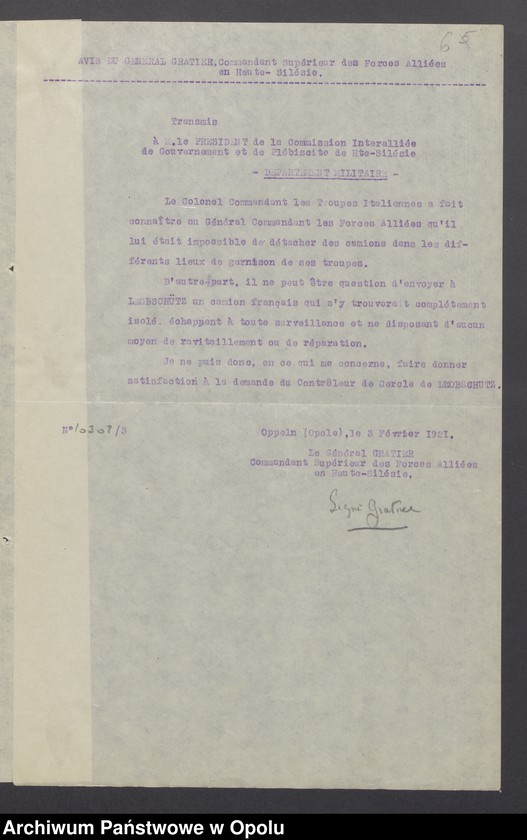 65
AVIS DU GENERAL GRATIER, Commandant Supérieur des Forces Alliées
en Haute- Silésie.
Transmis
à M. le PRESIDENT de la Commission Interalliée
de Gouvernement et de Plébiscite de Hte-Silésie
- DEPARTEMENT MILITAIRE -
Le Colonel Commandant les Troupes Italiennes a fait
connaître au Général Commandant les Forces Alliées qu'il
lui était impossible de détacher des camions dans les dif-
férents lieux de garnison de ses troupes.
D'autre part, il ne peut être question d'envoyer à
LEOBSCHÜTZ un camion français qui s'y trouverait complètement
isolé, échappant à toute surveillance et ne disposant d'aucun
moyen de ravitaillement ou de réparation.
Je ne puis donc, en ce qui me concerne, faire donner
satisfaction à la demande du Contrôleur de Cercle de LEOBSCHUTZ.
N° 10308/3
Oppeln (Opole), le 3 Février 1921.
Le Général GRATIER
Commandant Supérieur des Forces Alliées
en Haute-Silésie.
Signé Gratier
Archiwum Państwowe w Opolu